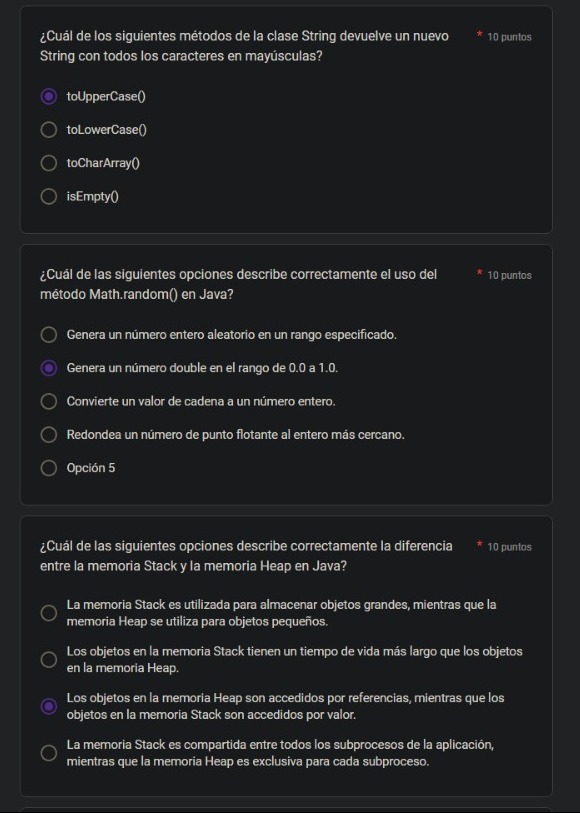 ¿Cuál de los siguientes métodos de la clase String devuelve un nuevo * 10 puntos
String con todos los caracteres en mayúsculas?
toUpperCase()
toLowerCase()
toCharArray()
isEmpty()
¿Cuál de las siguientes opciones describe correctamente el uso del * 10 puntos
método Math.random() en Java?
Genera un número entero aleatorio en un rango especificado.
Genera un número double en el rango de 0.0 a 1.0.
Convierte un valor de cadena a un número entero.
Redondea un número de punto flotante al entero más cercano.
Opción 5
¿Cuál de las siguientes opciones describe correctamente la diferencia * 10 puntos
entre la memoria Stack y la memoria Heap en Java?
La memoria Stack es utilizada para almacenar objetos grandes, mientras que la
memoria Heap se utiliza para objetos pequeños.
Los objetos en la memoria Stack tienen un tiempo de vida más largo que los objetos
en la memoria Heap.
Los objetos en la memoria Heap son accedidos por referencias, mientras que los
objetos en la memoria Stack son accedidos por valor.
La memoria Stack es compartida entre todos los subprocesos de la aplicación,
mientras que la memoria Heap es exclusiva para cada subproceso.